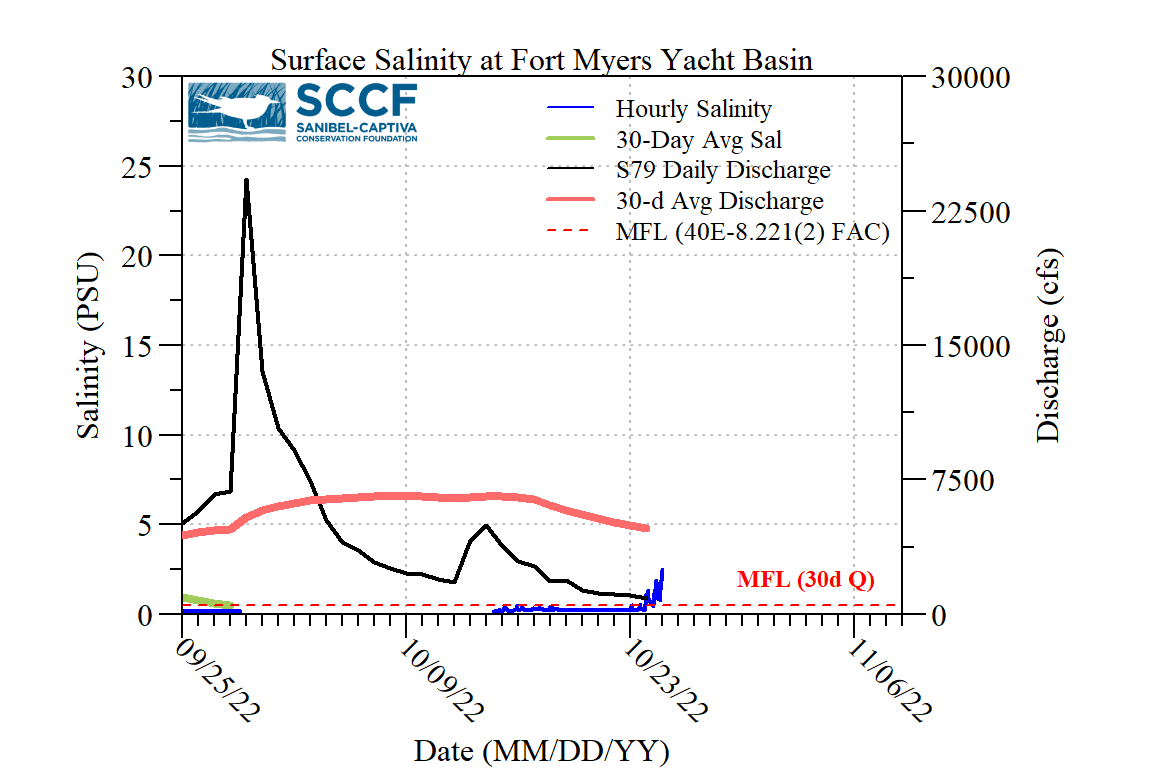 Surface Salinity at Fort Myers Yacht Basin
SCCF
SANIBEL-CAPTIVA
CONSERVATION FOUNDATION
Hourly Salinity
30-Day Avg Sal
S79 Daily Discharge
30-d Avg Discharge
MFL (40E-8.221(2) FAC)
30
25
20
15
10
5
0
Salinity (PSU)
30000
22500
15000
7500
0
Discharge (cfs)
MFL (30d Q)
09/25/22
10/09/22
10/23/22
11/06/22
Date (MM/DD/YY)